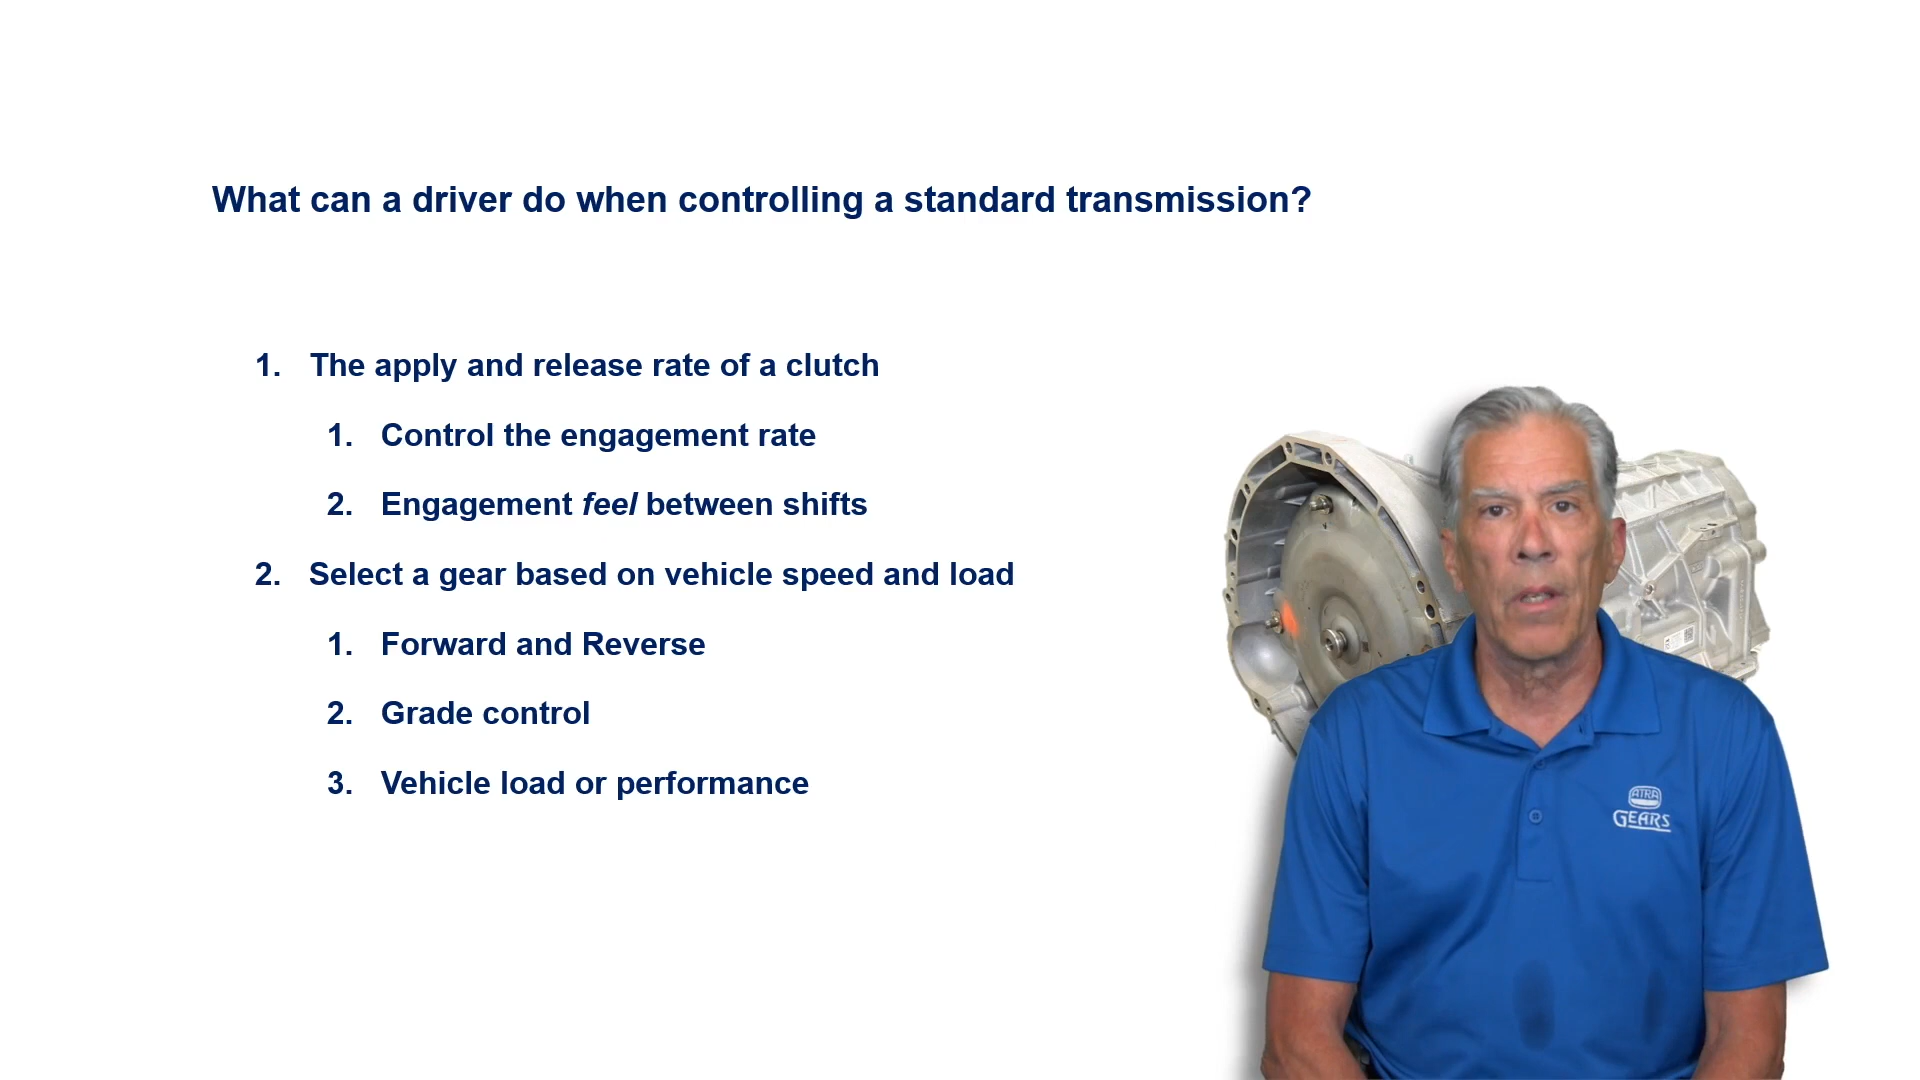 What can a driver do when controlling a standard transmission?
1. The apply and release rate of a clutch
1. Control the engagement rate
2. Engagement feel between shifts
2. Select a gear based on vehicle speed and load
1. Forward and Reverse
2. Grade control
3. Vehicle load or performance
ATRA
GEARS